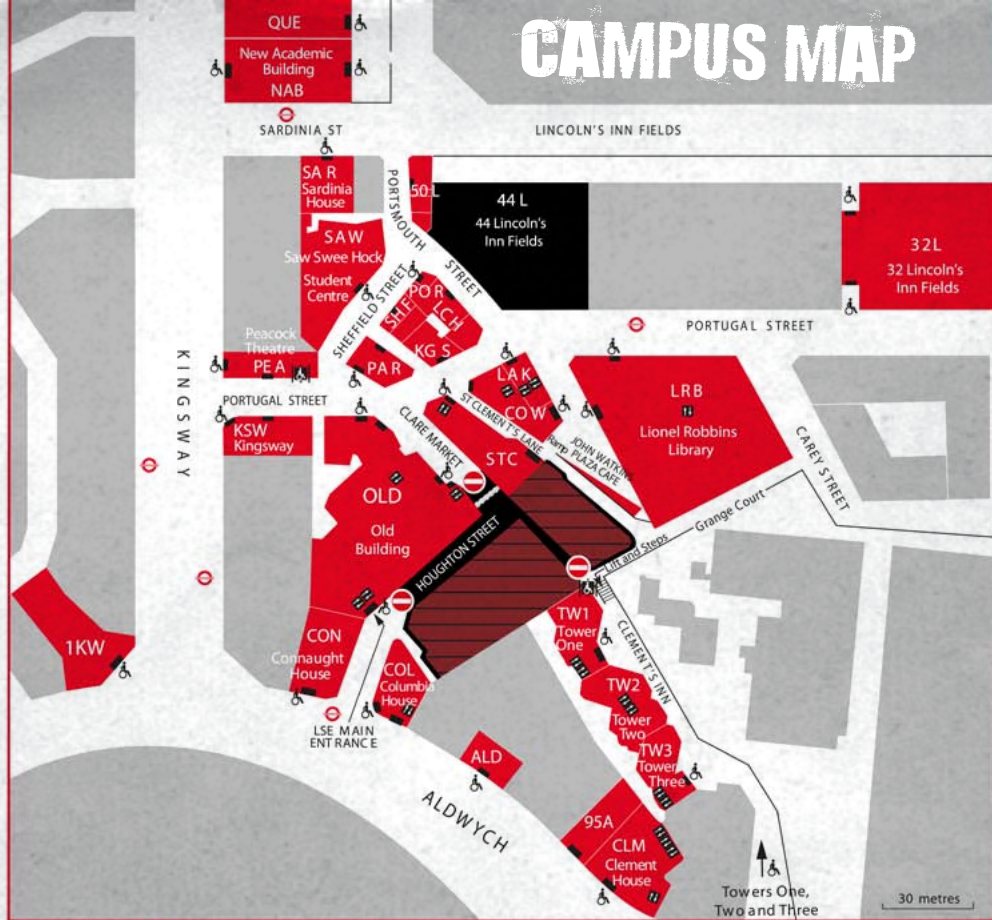 CAMPUS MAP
QUE
New Academic
Building
NAB
SARDINIA ST
LINCOLN'S INN FIELDS
SAR
Sardinia
House
PORTSMOUTH
STREET
50L
44 L
44 Lincoln's
Inn Fields
32L
32 Lincoln's
Inn Fields
SAW
Saw Swee Hock
Student
Centre
SHEFFIELD STREET
POR
SHF
LCH
KGS
PORTUGAL STREET
Peacock
Theatre
PEA
PAR
LAK
COW
PORTUGAL STREET
KSW
Kingsway
KINGSWAY
CLARE MARKET
ST CLEMENT'S LANE
Ramp
JOHN WATKINS
PLAZA CAFE
LRB
Lionel Robbins
Library
CAREY STREET
STC
OLD
Old
Building
HOUGHTON STREET
Grange Court
Lift and Steps
TW1
Tower
One
CLEMENT'S INN
1KW
CON
Connaught
House
COL
Columbia
House
TW2
Tower
Two
LSE MAIN
ENTRANCE
TW3
Tower
Three
ALD
ALDWYCH
95A
CLM
Clement
House
Towers One,
Two and Three
30 metres